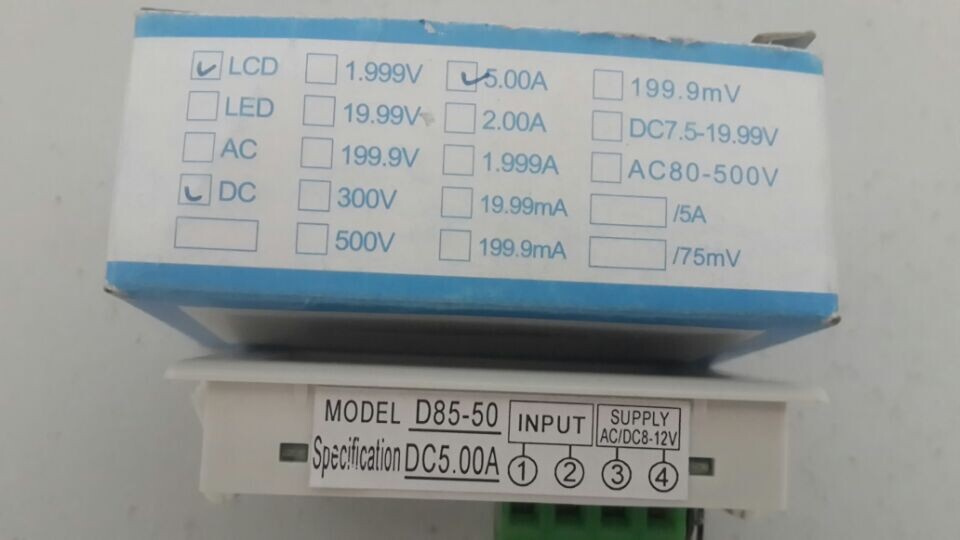 LCD 1.999V 5.00A 199.9mV
LED 19.99V 2.00A DC7.5-19.99V
AC 199.9V 1.999A AC80-500V
DC 300V 19.99mA /5A
500V 199.9mA /75mV
MODEL D85-50 INPUT SUPPLY
AC/DC8-12V
Specification DC5.00A 1 2 3 4